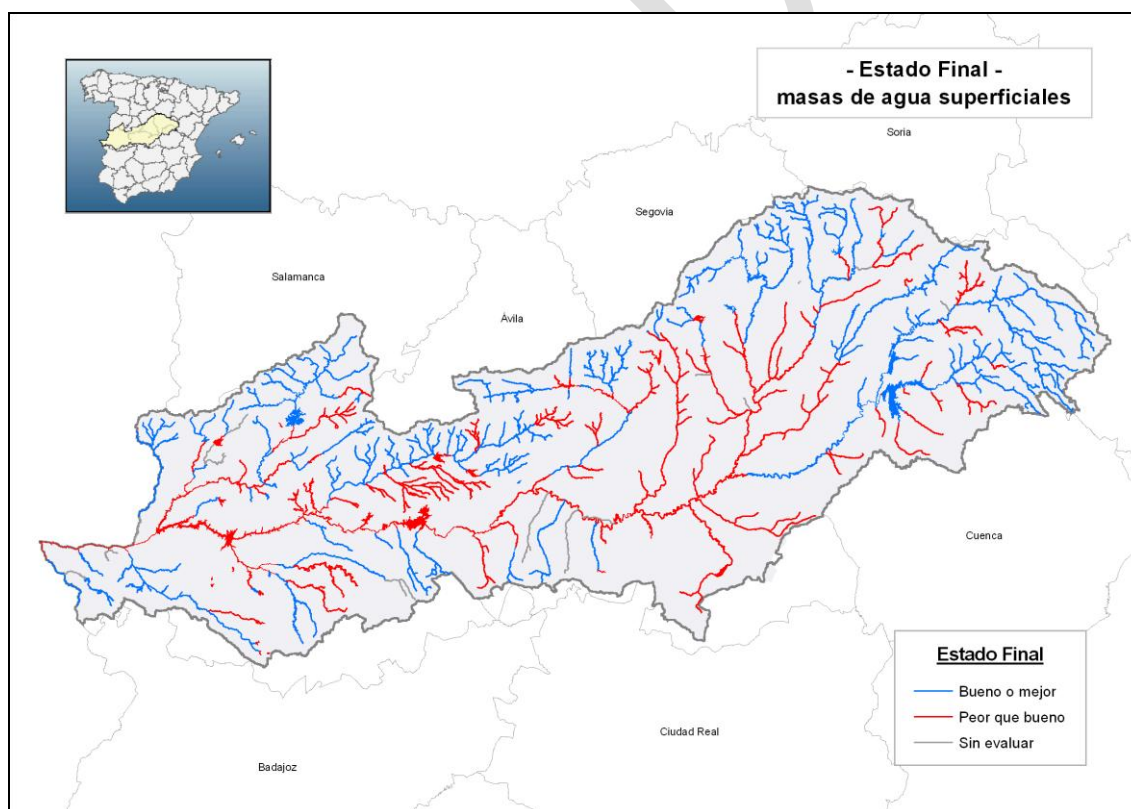 - Estado Final -
masas de agua superficiales
Soria
Segovia
Salamanca
Ávila
Cuenca
Ciudad Real
Badajoz
Estado Final
Bueno o mejor
Peor que bueno
Sin evaluar